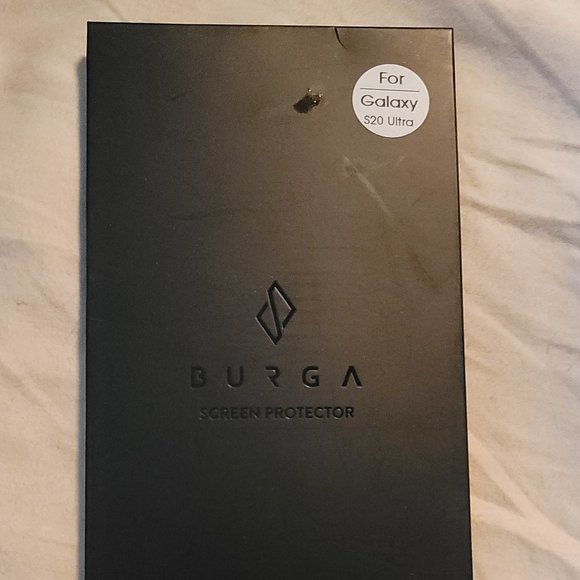 For
Galaxy
S20 Ultra
BURGA
SCREEN PROTECTOR